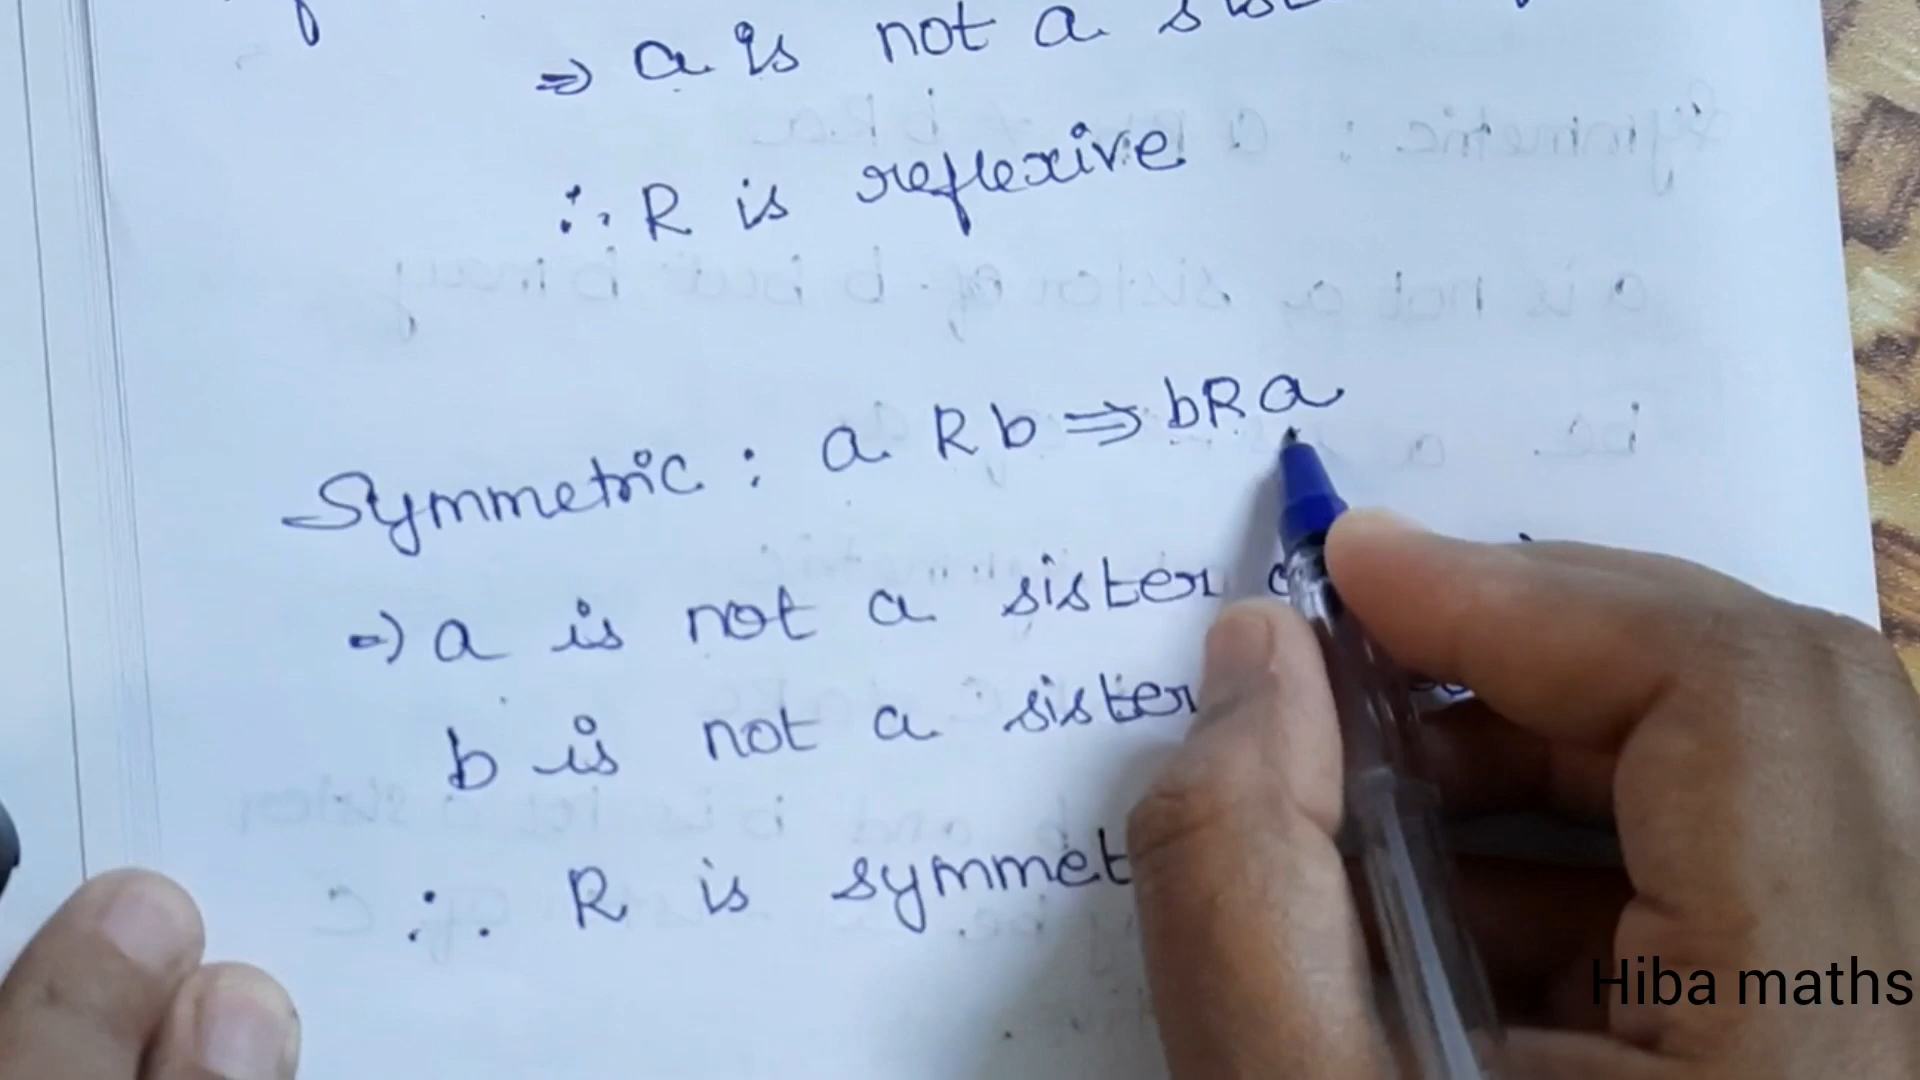 ⇒ a is not a
∴ R is reflexive
Symmetric : a R b ⇒ bRa
⇒ a is not a sister
b is not a sister
∴ R is symmet
Hiba maths